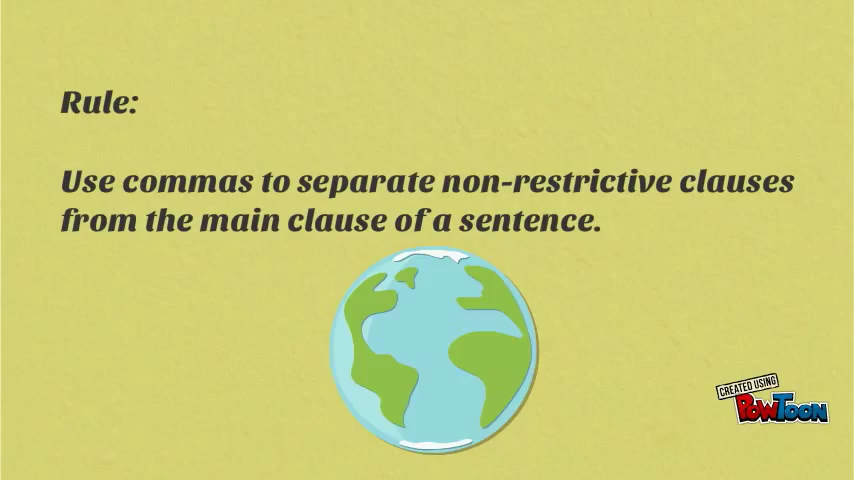 Rule:
Use commas to separate non-restrictive clauses
from the main clause of a sentence.
CREATED USING
POWTOON